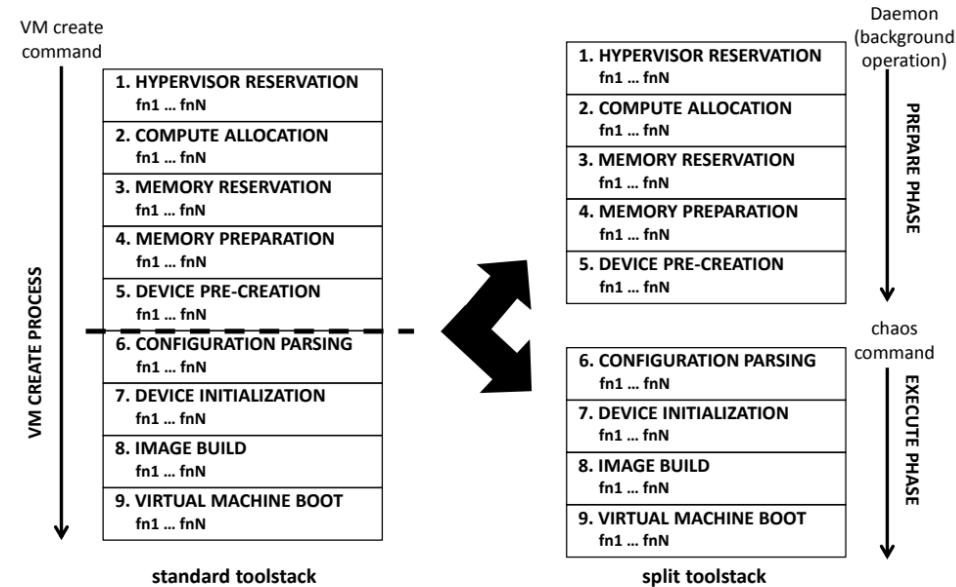 VM create
command
VM CREATE PROCESS
1. HYPERVISOR RESERVATION
fn1 ... fnN
2. COMPUTE ALLOCATION
fn1 ... fnN
3. MEMORY RESERVATION
fn1 ... fnN
4. MEMORY PREPARATION
fn1 ... fnN
5. DEVICE PRE-CREATION
fn1 ... fnN
6. CONFIGURATION PARSING
fn1 ... fnN
7. DEVICE INITIALIZATION
fn1 ... fnN
8. IMAGE BUILD
fn1 ... fnN
9. VIRTUAL MACHINE BOOT
fn1 ... fnN
standard toolstack
Daemon
(background
operation)
1. HYPERVISOR RESERVATION
fn1 ... fnN
2. COMPUTE ALLOCATION
fn1 ... fnN
3. MEMORY RESERVATION
fn1 ... fnN
4. MEMORY PREPARATION
fn1 ... fnN
5. DEVICE PRE-CREATION
fn1 ... fnN
PREPARE PHASE
chaos
command
6. CONFIGURATION PARSING
fn1 ... fnN
7. DEVICE INITIALIZATION
fn1 ... fnN
8. IMAGE BUILD
fn1 ... fnN
9. VIRTUAL MACHINE BOOT
fn1 ... fnN
EXECUTE PHASE
split toolstack